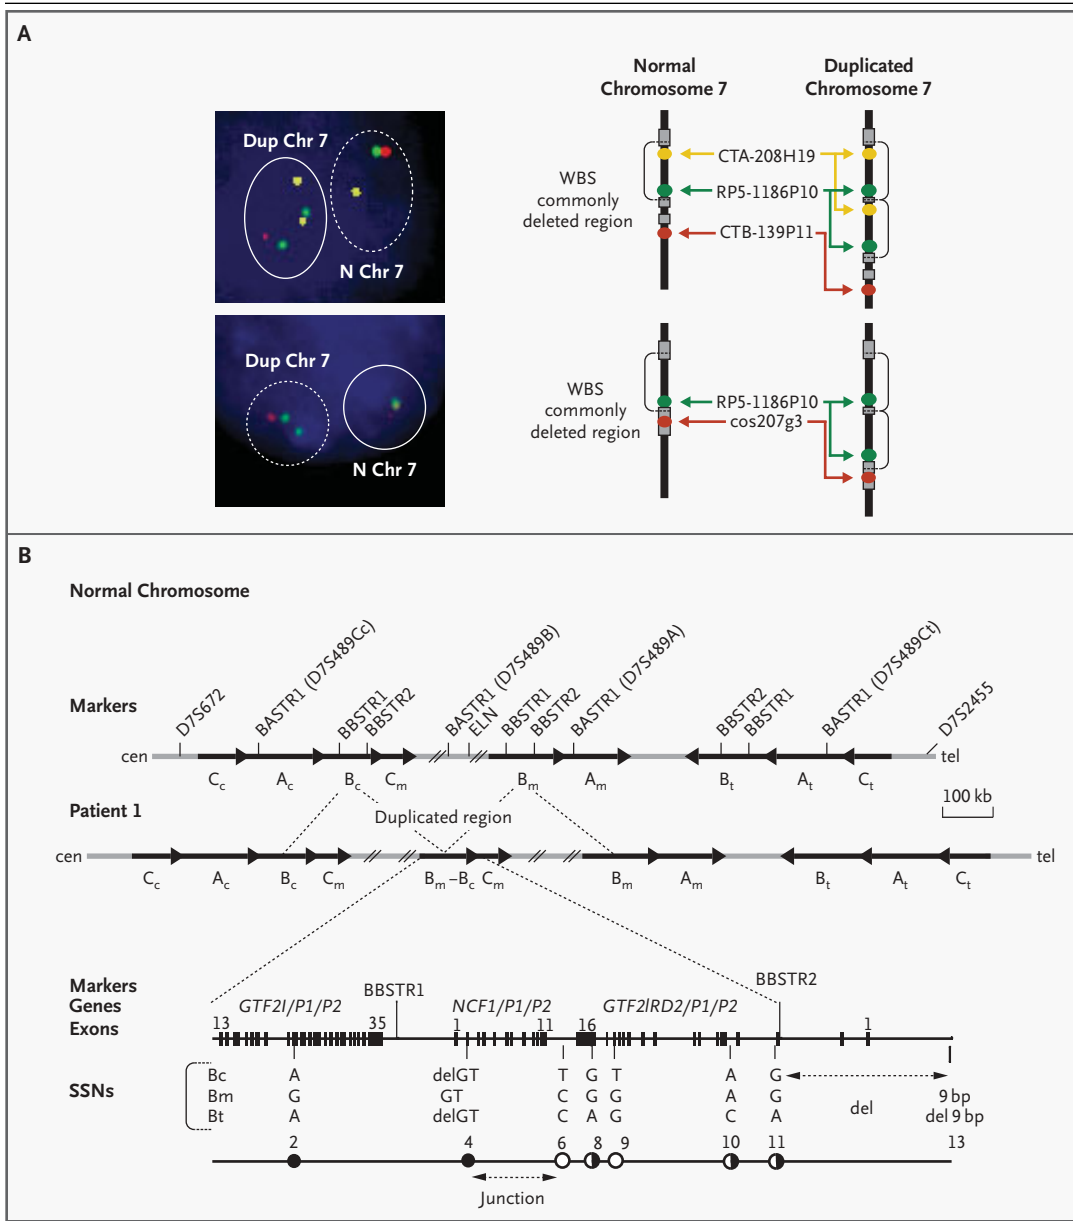 A
Normal
Chromosome 7
Duplicated
Chromosome 7
Dup Chr 7
N Chr 7
WBS
commonly
deleted region
CTA-208H19
RP5-1186P10
CTB-139P11
Dup Chr 7
N Chr 7
WBS
commonly
deleted region
RP5-1186P10
cos207g3
B
Normal Chromosome
Markers
D7S672
BASTR1 (D7S489Cc)
BBSTR1
BBSTR2
BASTR1 (D7S489B)
ELN
BBSTR1
BBSTR2
BASTR1 (D7S489A)
BBSTR2
BBSTR1
BASTR1 (D7S489Ct)
D7S2455
cen tel
Cc Ac Bc Cm Bm Am Bt At Ct
Patient 1
Duplicated region
100 kb
cen tel
Cc Ac Bc Cm Bm–Bc Cm Bm Am Bt At Ct
Markers
BBSTR1 BBSTR2
Genes
GTF2I/P1/P2 NCF1/P1/P2 GTF2IRD2/P1/P2
Exons
13 35 1 11 16 1
SSNs
Bc A delGT T G T A G
Bm G GT C G G A G 9 bp
Bt A delGT C A G C A del 9 bp
del
2 4 6 8 9 10 11 13
Junction